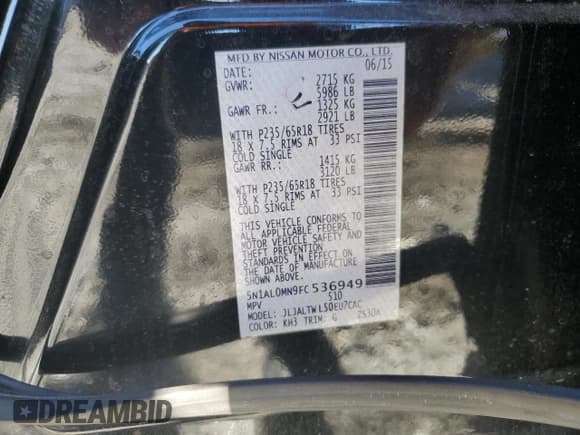 MFD BY NISSAN MOTOR CO., LTD.
DATE: 06/15
GVWR: 2715 KG
5986 LB
GAWR FR.: 1325 KG
2921 LB
WITH P235/65R18 TIRES
18 X 7.5 RIMS AT 33 PSI
COLD SINGLE
GAWR RR.: 1415 KG
3120 LB
WITH P235/65R18 TIRES
18 X 7.5 RIMS AT 33 PSI
COLD SINGLE
THIS VEHICLE CONFORMS TO
ALL APPLICABLE FEDERAL
MOTOR VEHICLE SAFETY AND
THEFT PREVENTION
STANDARDS IN EFFECT ON
THE DATE OF MANUFACTURE
SHOWN ABOVE.
5N1AL0MN9FC536949
MPV S10
MODEL: JLJALTWL50EU7CAC
COLOR: KH3 TRIM: G
DREAMBID